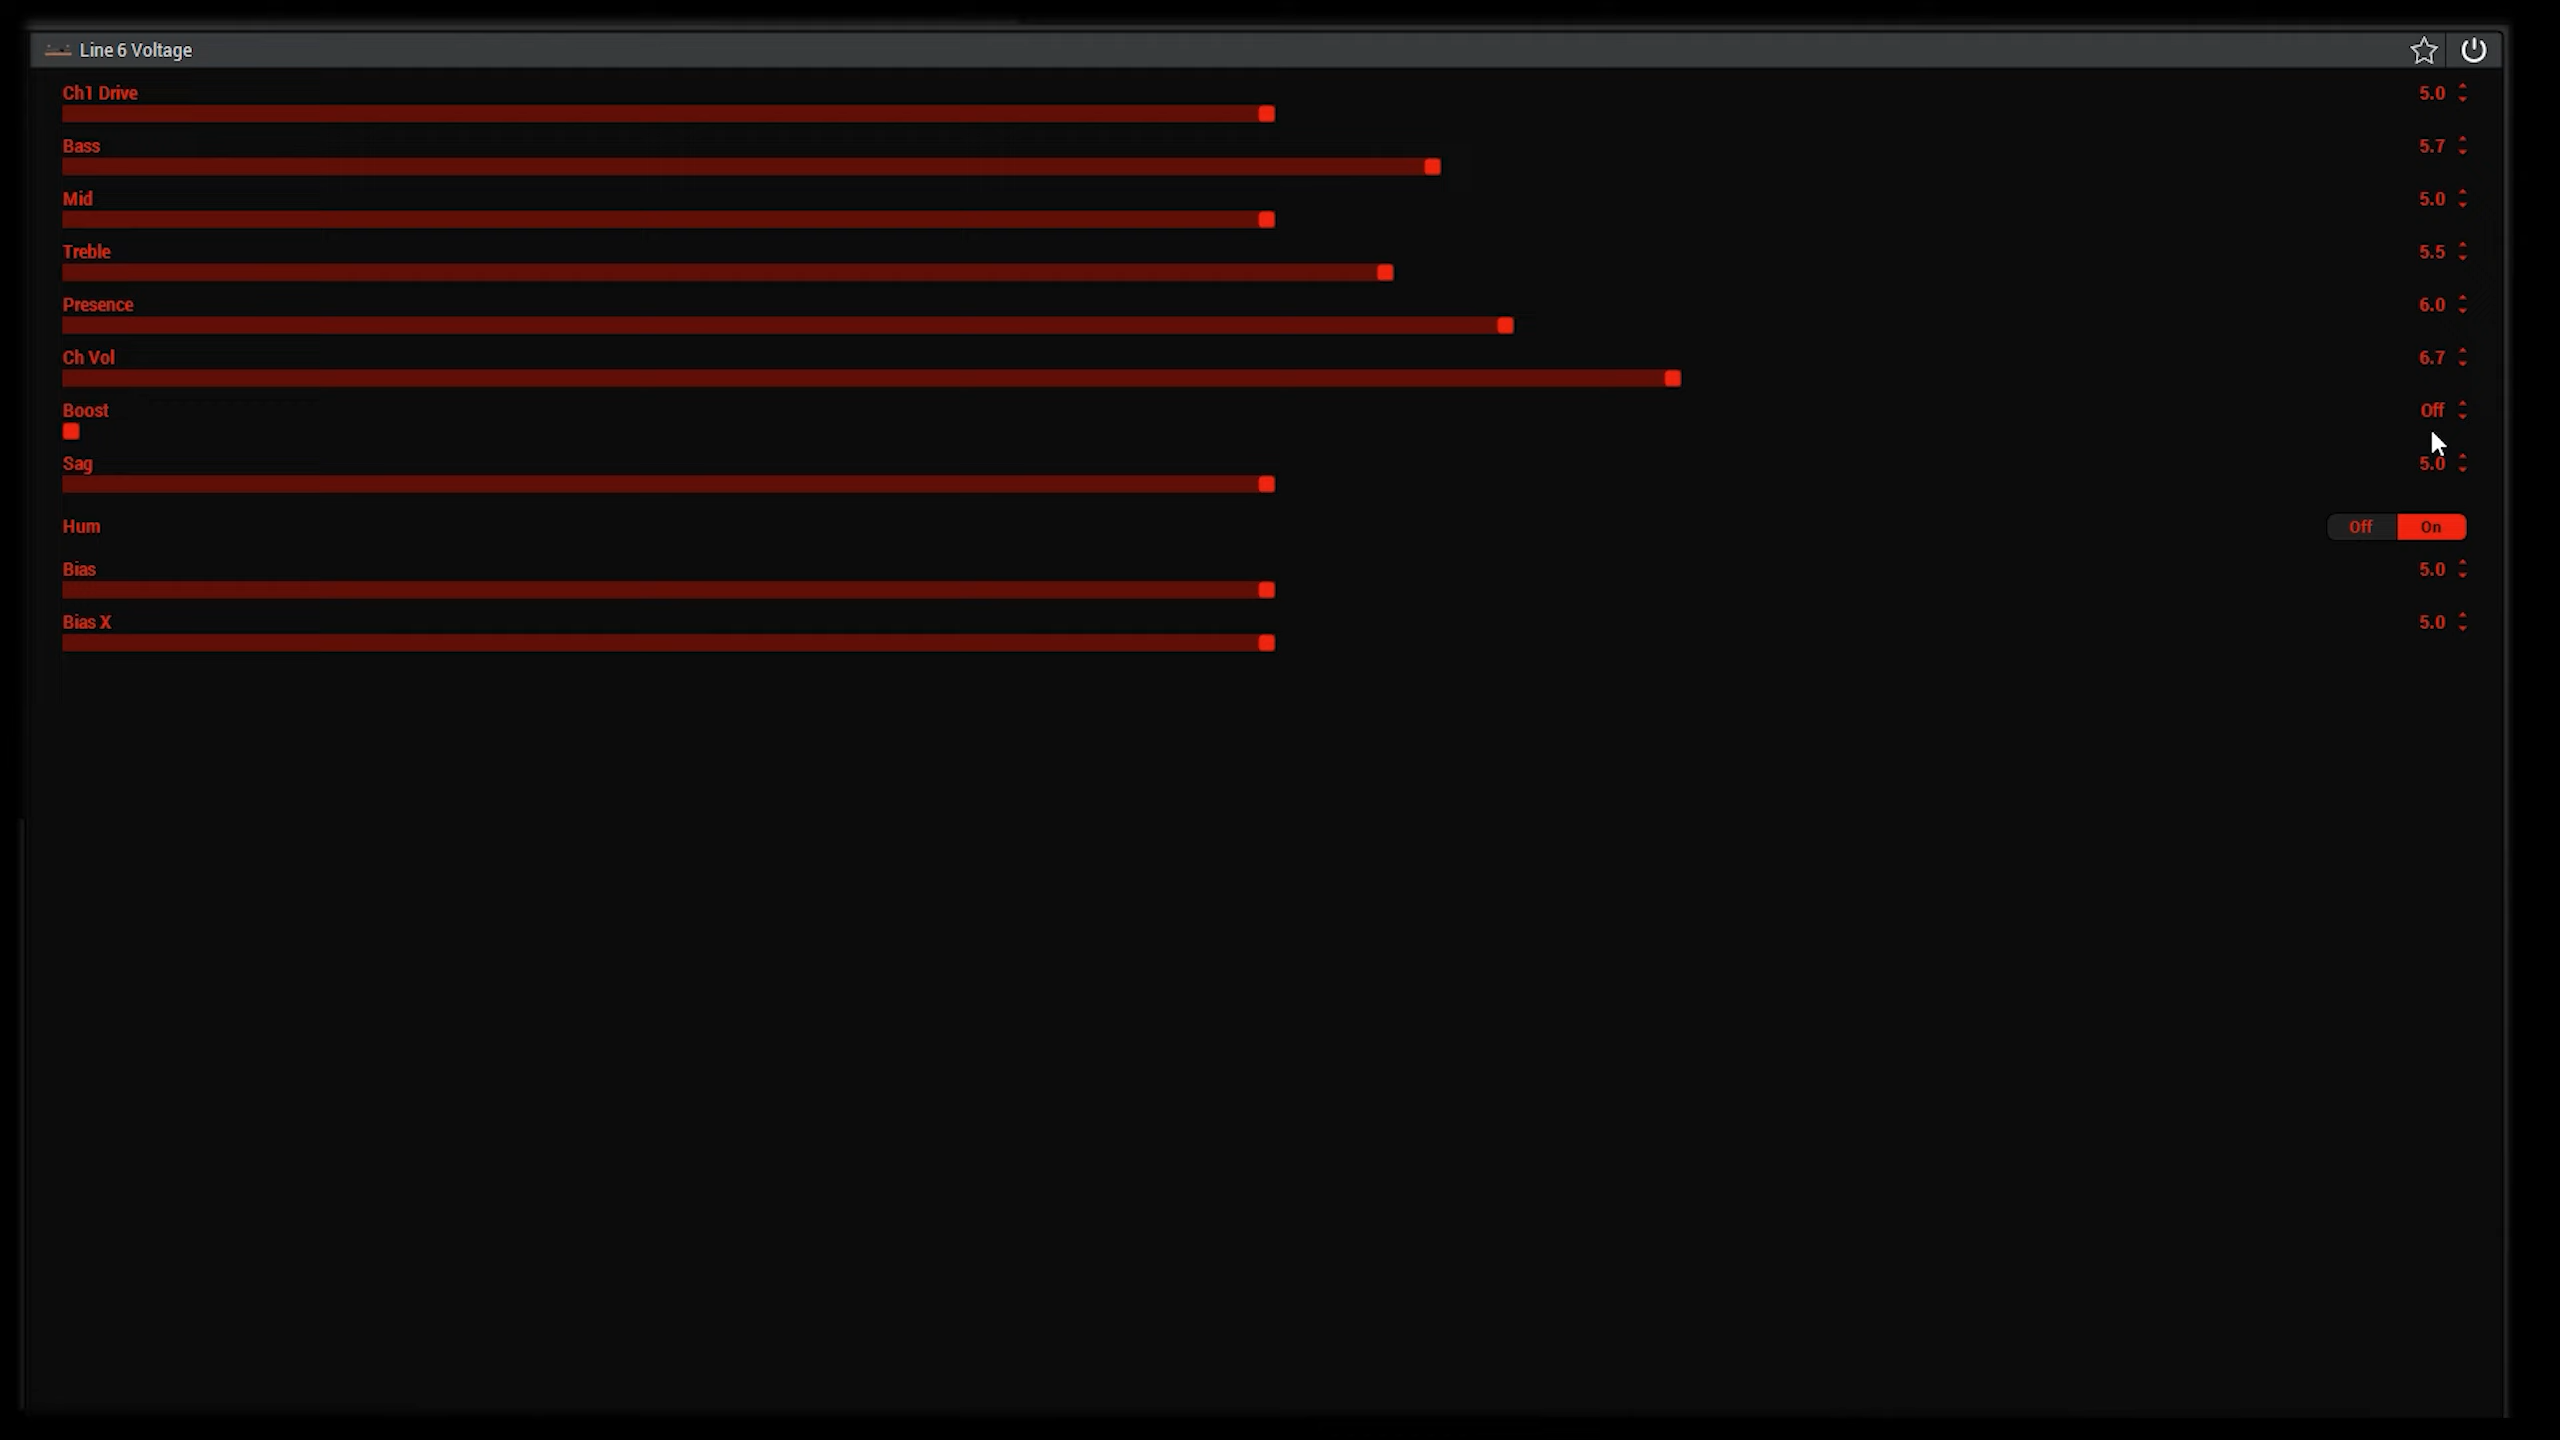 Line 6 Voltage
Ch1 Drive 5.0
Bass 5.7
Mid 5.0
Treble 5.5
Presence 6.0
Ch Vol 6.7
Boost Off
Sag 5.0
Hum Off On
Bias 5.0
Bias X 5.0